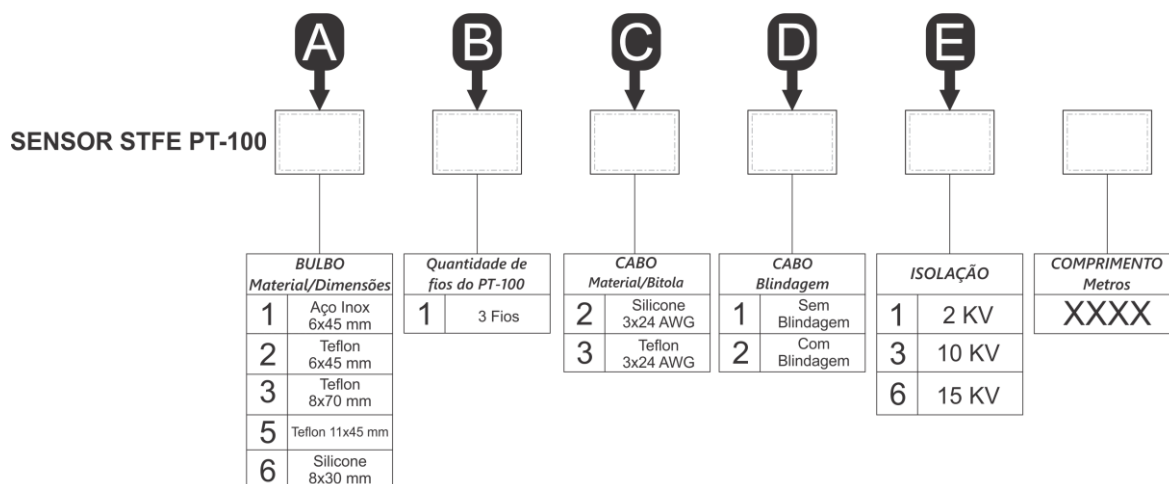 A
B
C
D
E
SENSOR STFE PT-100
BULBO
Material/Dimensões
1
Aço Inox
6x45 mm
2
Teflon
6x45 mm
3
Teflon
8x70 mm
5
Teflon 11x45 mm
6
Silicone
8x30 mm
Quantidade de
fios do PT-100
1
3 Fios
CABO
Material/Bitola
2
Silicone
3x24 AWG
3
Teflon
3x24 AWG
CABO
Blindagem
1
Sem
Blindagem
2
Com
Blindagem
ISOLAÇÃO
1
2 KV
3
10 KV
6
15 KV
COMPRIMENTO
Metros
XXXX